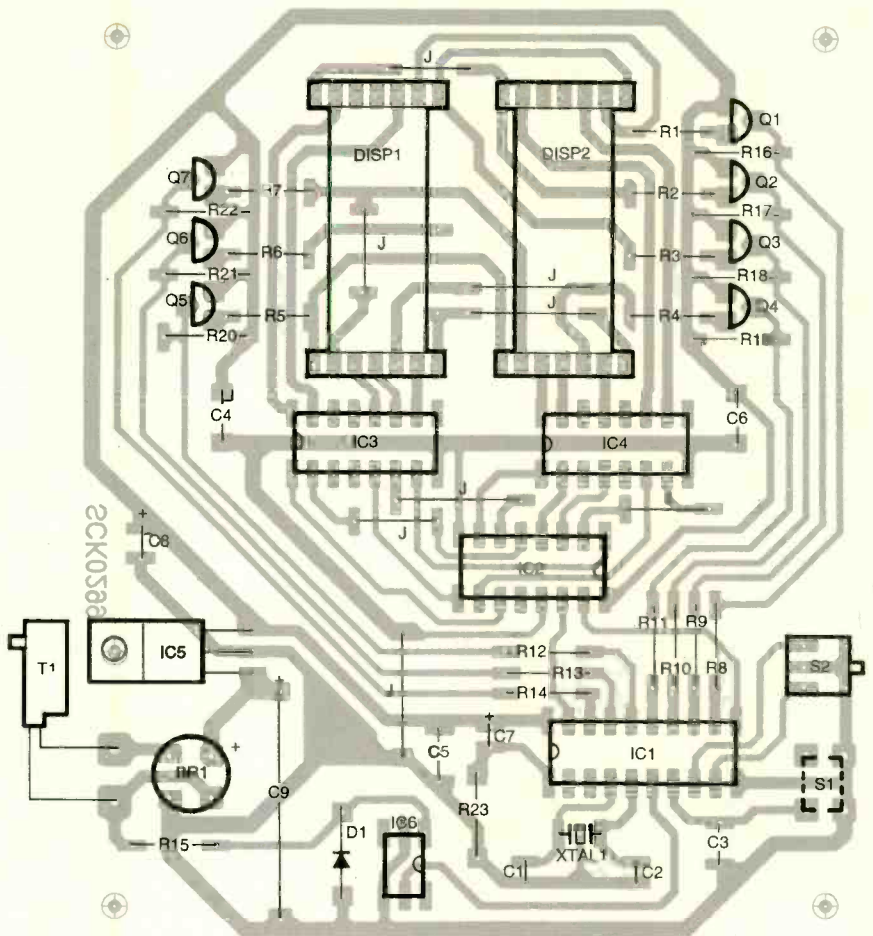 J
Q1
R1
DISP1
DISP2
R16
Q7
R7
R2
Q2
R22
R17
Q6
R6
J
R3
Q3
R21
R18
J
Q5
R5
J
R4
Q4
R20
R1
C4
C6
IC3
IC4
J
SCK0299
+
C8
J
IC2
R11
R9
T1
IC5
R12
R13
R10
R8
S2
J
R14
+
C7
IC1
BR1
+
C5
C9
R23
S1
D1
IC6
R15
XTAL1
C3
C1
C2